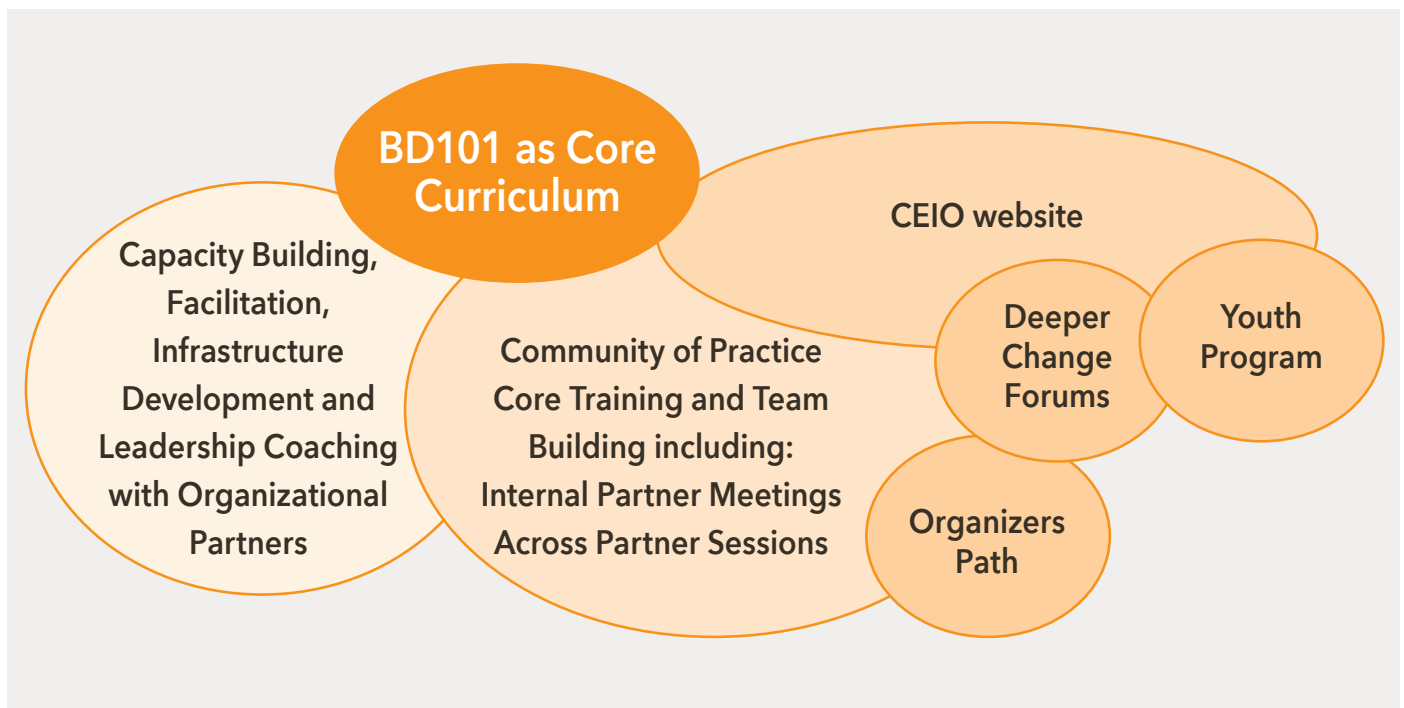 BD101 as Core
Curriculum
Capacity Building,
Facilitation,
Infrastructure
Development and
Leadership Coaching
with Organizational
Partners
Community of Practice
Core Training and Team
Building including:
Internal Partner Meetings
Across Partner Sessions
CEIO website
Deeper
Change
Forums
Youth
Program
Organizers
Path